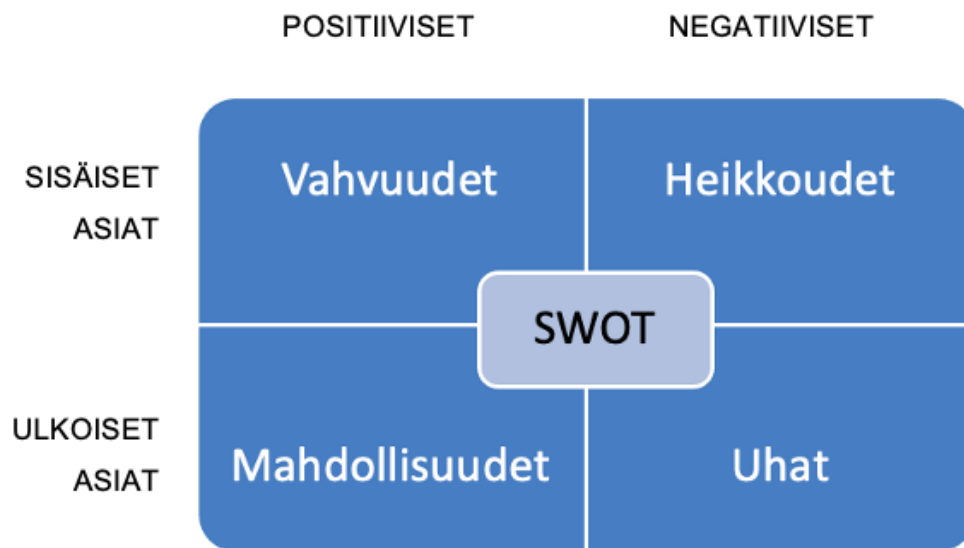 POSITIIVISET NEGATIIVISET
SISÄISET
ASIAT
Vahvuudet Heikkoudet
SWOT
ULKOISET
ASIAT
Mahdollisuudet Uhat